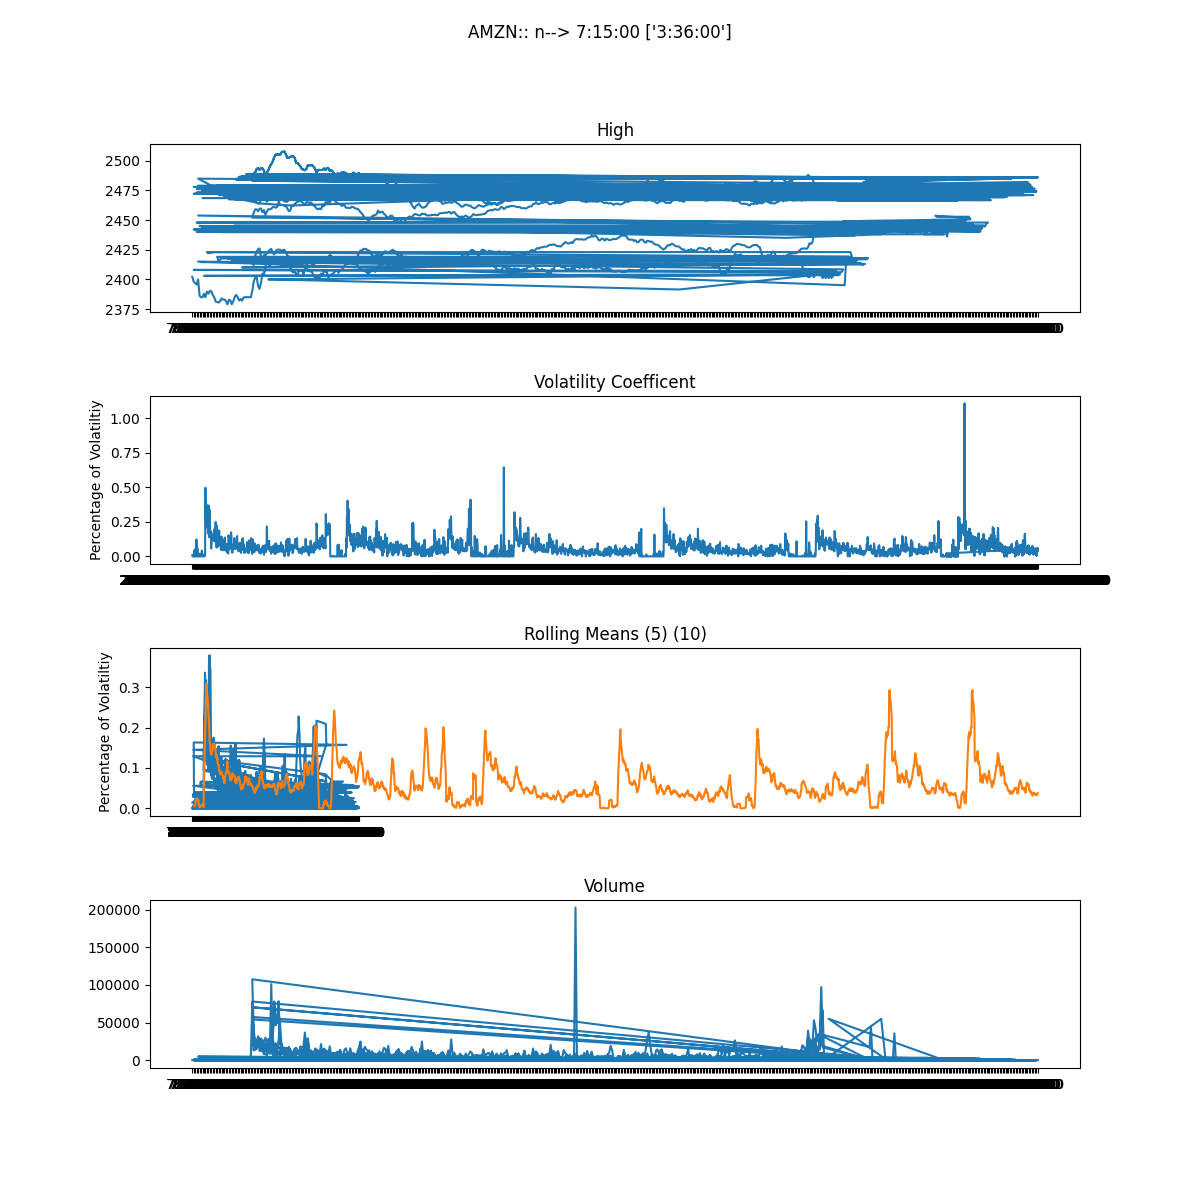 AMZN:: n--> 7:15:00 ['3:36:00']
High
2500
2475
2450
2425
2400
2375
Volatility Coefficent
Percentage of Volatiltiy
1.00
0.75
0.50
0.25
0.00
Rolling Means (5) (10)
Percentage of Volatiltiy
0.3
0.2
0.1
0.0
Volume
200000
150000
100000
50000
0